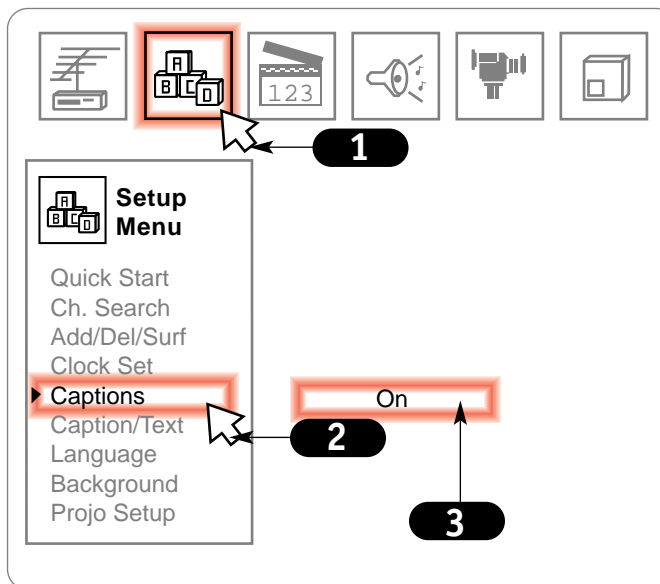 A
B C D
123
1
A
B C D
Setup
Menu
Quick Start
Ch. Search
Add/Del/Surf
Clock Set
Captions
On
Caption/Text
2
Language
Background
Projo Setup
3